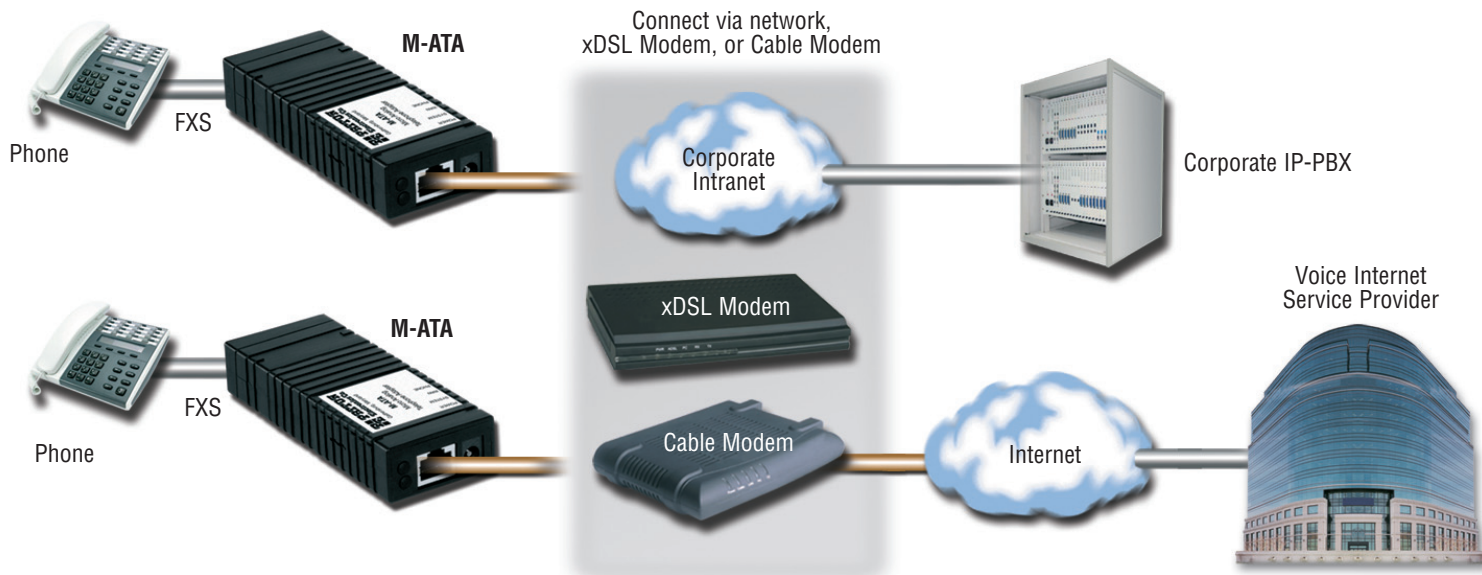 Connect via network,
xDSL Modem, or Cable Modem
M-ATA
FXS
Phone
Corporate
Intranet
Corporate IP-PBX
xDSL Modem
Voice Internet
Service Provider
M-ATA
FXS
Phone
Cable Modem
Internet